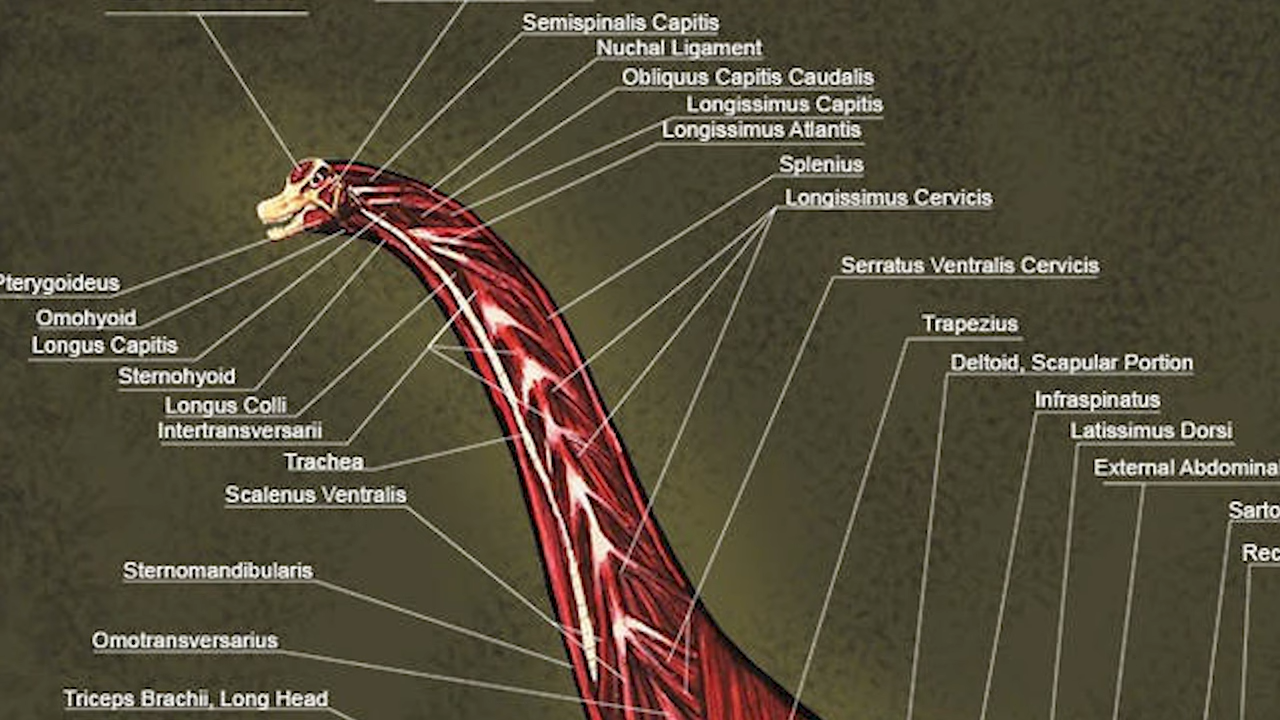 Semispinalis Capitis
Nuchal Ligament
Obliquus Capitis Caudalis
Longissimus Capitis
Longissimus Atlantis
Splenius
Longissimus Cervicis
Serratus Ventralis Cervicis
Trapezius
Deltoid, Scapular Portion
Infraspinatus
Latissimus Dorsi
External Abdominal
Pterygoideus
Omohyoid
Longus Capitis
Sternohyoid
Longus Colli
Intertransversarii
Trachea
Scalenus Ventralis
Sternomandibularis
Omotransversarius
Triceps Brachii, Long Head